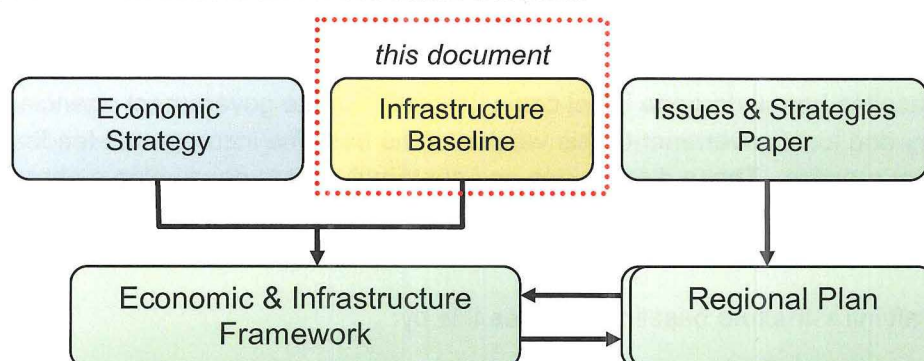 this document
Economic
Strategy
Infrastructure
Baseline
Issues & Strategies
Paper
Economic & Infrastructure
Framework
Regional Plan